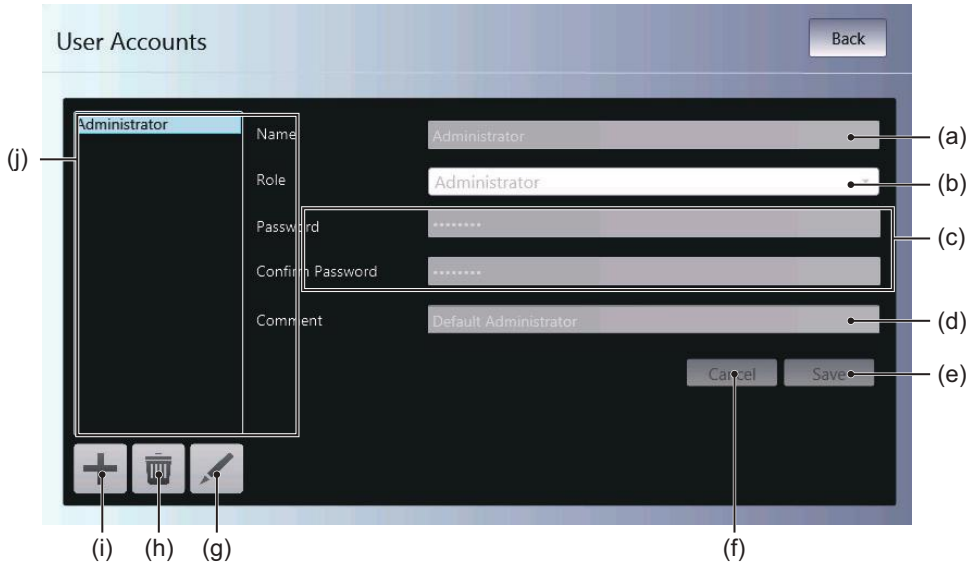 User Accounts
Back
Administrator
Name
Administrator
(a)
(j)
Role
Administrator
(b)
Password
••••••••
(c)
Confirm Password
••••••••
Comment
Default Administrator
(d)
Cancel
Save
(e)
(i)
(h)
(g)
(f)